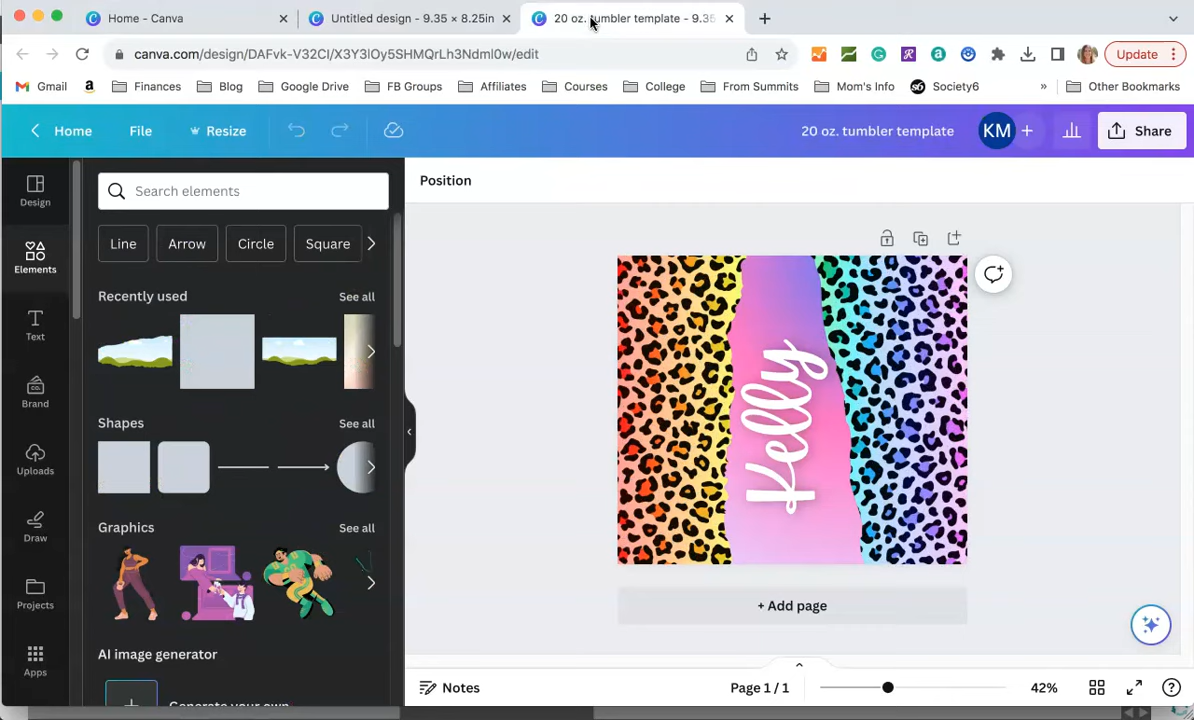 Home - Canva
Untitled design - 9.35 × 8.25in
20 oz. tumbler template - 9.35
canva.com/design/DAFvk-V32CI/X3Y3lOy5SHMQrLh3Ndml0w/edit
Update
Gmail
Finances
Blog
Google Drive
FB Groups
Affiliates
Courses
College
From Summits
Mom's Info
Society6
»
Other Bookmarks
Home
File
Resize
20 oz. tumbler template
KM
+
Share
Design
Elements
Text
Brand
Uploads
Draw
Projects
Apps
Search elements
Line
Arrow
Circle
Square
Recently used
See all
Shapes
See all
Graphics
See all
AI image generator
Generate your own
Position
Kelly
+ Add page
Notes
Page 1 / 1
42%